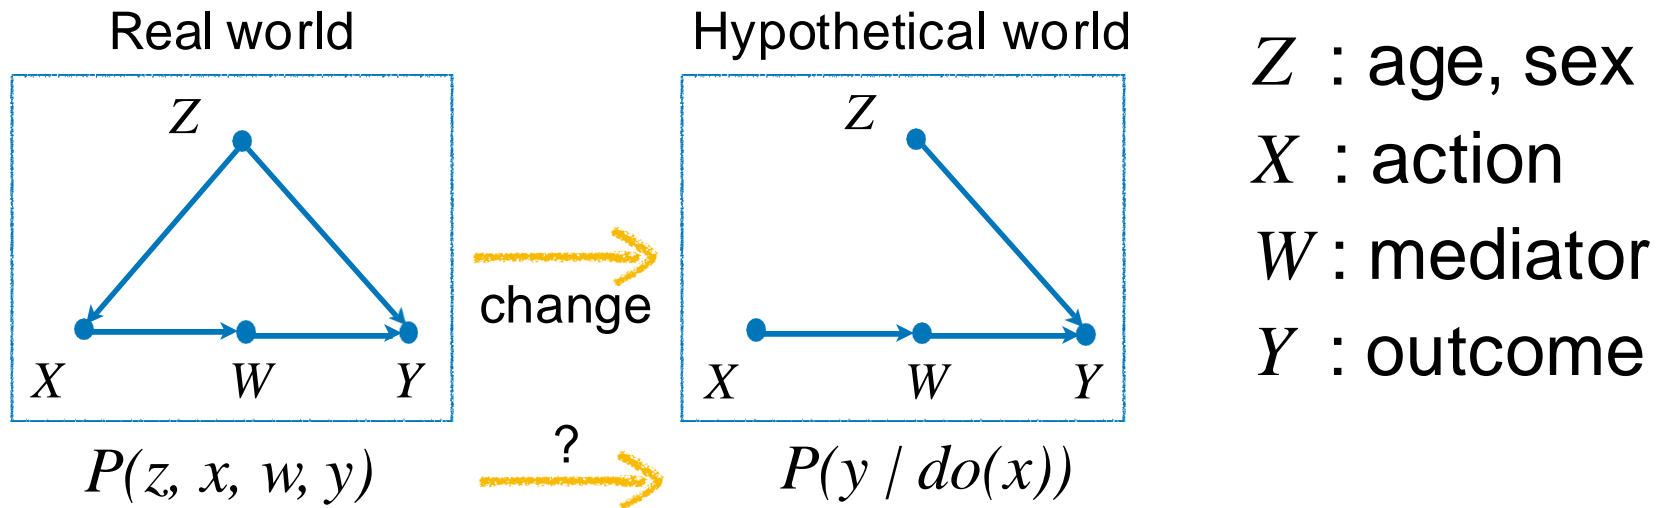 Real world
Hypothetical world
Z
X
W
Y
P(z, x, w, y)
change
?
Z
X
W
Y
P(y | do(x))
Z : age, sex
X : action
W : mediator
Y : outcome